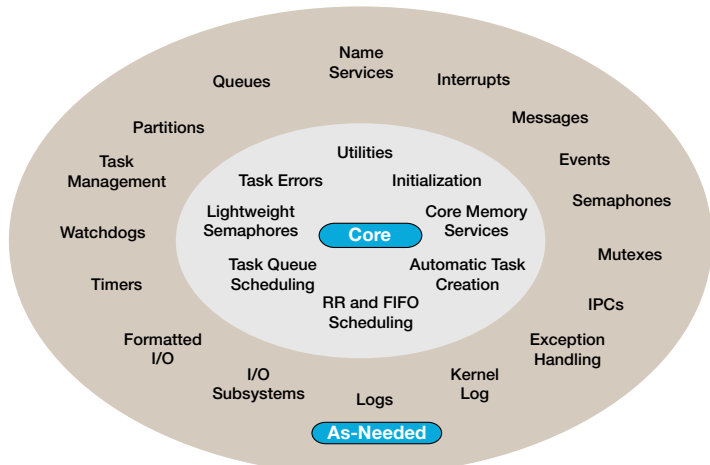 Name
Services
Queues
Interrupts
Messages
Partitions
Events
Task
Management
Semaphones
Watchdogs
Mutexes
Timers
IPCs
Formatted
I/O
Exception
Handling
I/O
Subsystems
Kernel
Log
Logs
As-Needed
Utilities
Task Errors
Initialization
Lightweight
Semaphores
Core Memory
Services
Core
Task Queue
Scheduling
Automatic Task
Creation
RR and FIFO
Scheduling